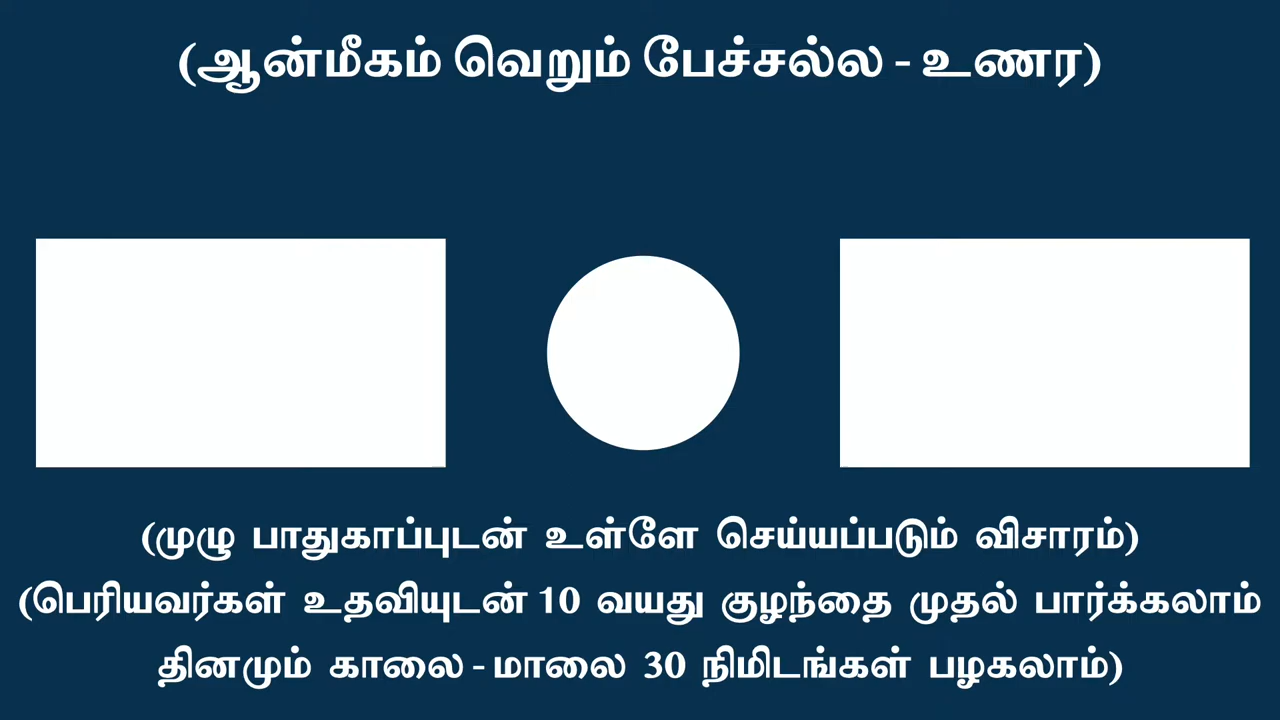 (ஆன்மீகம் வெறும் பேச்சல்ல - உணர)
(முழு பாதுகாப்புடன் உள்ளே செய்யப்படும் விசாரம்)
(பெரியவர்கள் உதவியுடன் 10 வயது குழந்தை முதல் பார்க்கலாம்
தினமும் காலை - மாலை 30 நிமிடங்கள் பழகலாம்)